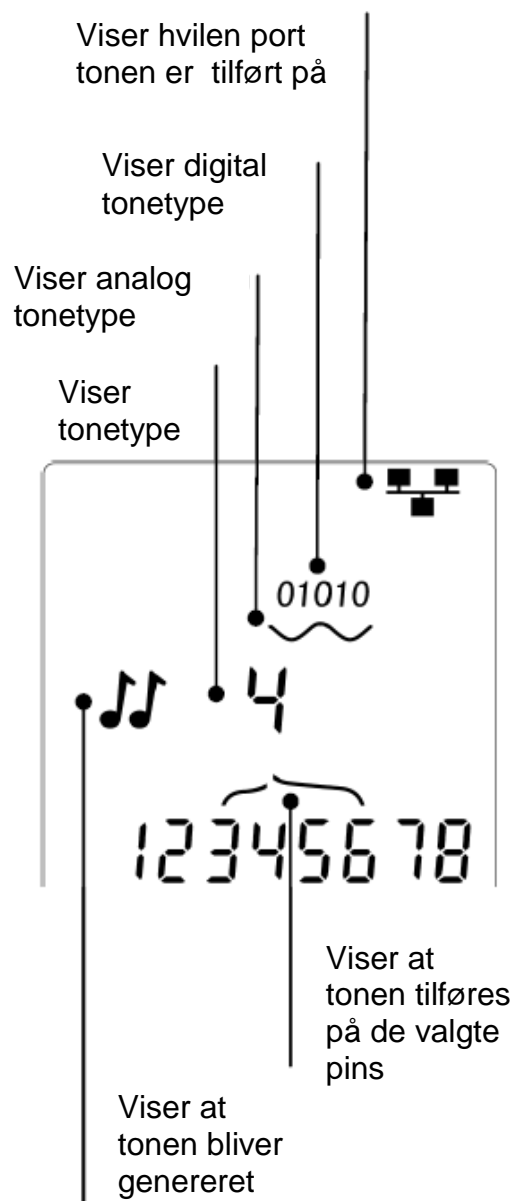 Viser hvilen port
tonen er  tilført på
Viser digital
tonetype
Viser analog
tonetype
Viser
tonetype
01010
4
12345678
Viser at
tonen tilføres
på de valgte
pins
Viser at
tonen bliver
genereret